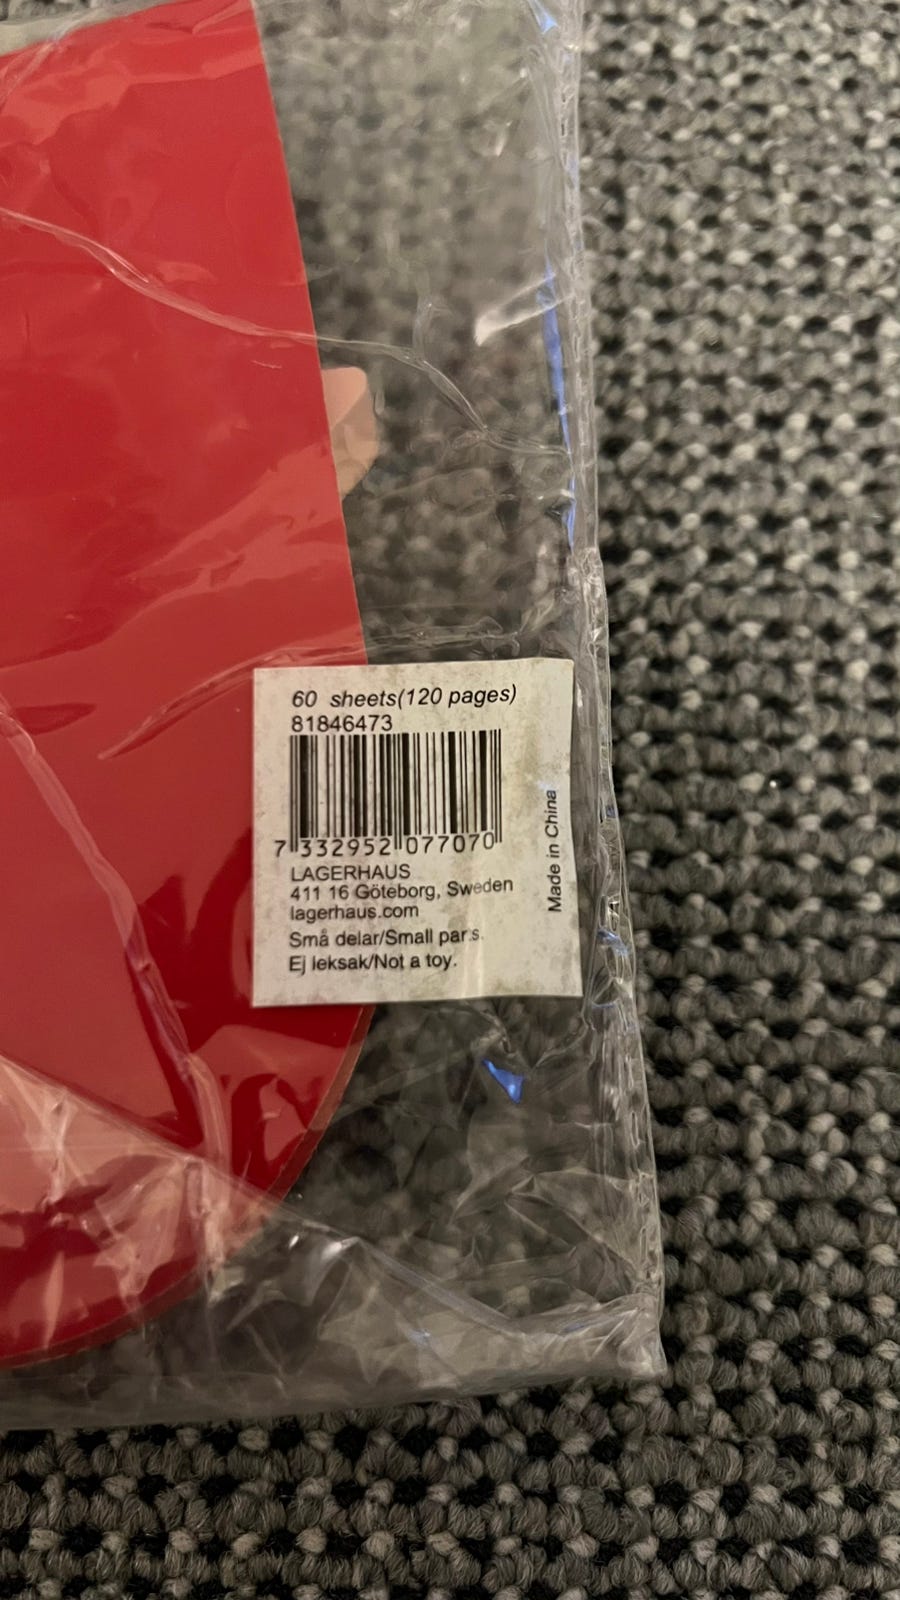 60 sheets(120 pages)
81846473
7 332952 077070
LAGERHAUS
411 16 Göteborg, Sweden
lagerhaus.com
Små delar/Small par s.
Ej leksak/Not a toy.
Made in China